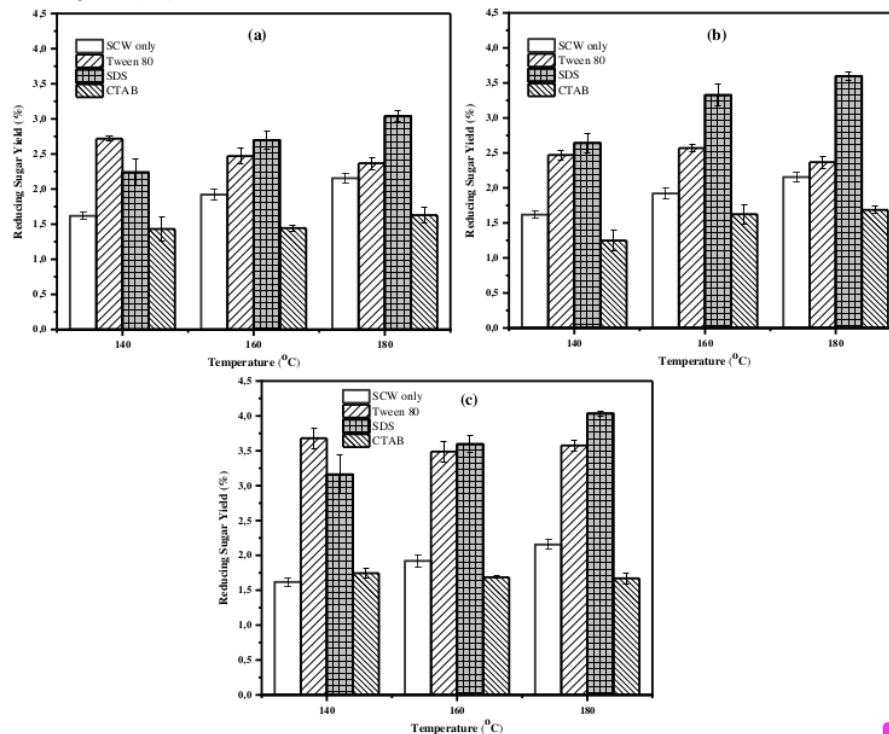 (a)
SCW only
Tween 80
SDS
CTAB
4,5
4,0
3,5
3,0
2,5
2,0
1,5
1,0
0,5
0,0
Reducing Sugar Yield (%)
140
160
180
Temperature (⁰C)
(b)
SCW only
Tween 80
SDS
CTAB
4,5
4,0
3,5
3,0
2,5
2,0
1,5
1,0
0,5
0,0
Reducing Sugar Yield (%)
140
160
180
Temperature (⁰C)
(c)
SCW only
Tween 80
SDS
CTAB
4,5
4,0
3,5
3,0
2,5
2,0
1,5
1,0
0,5
0,0
Reducing Sugar Yield (%)
140
160
180
Temperature (⁰C)